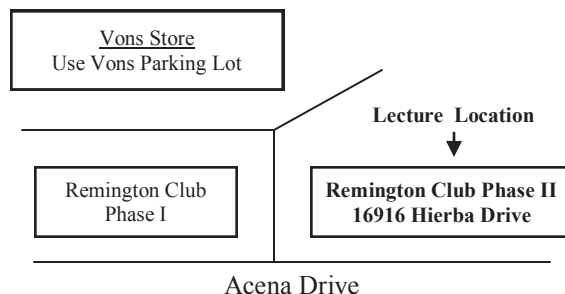 Vons Store
Use Vons Parking Lot
Lecture Location
Remington Club
Phase I
Remington Club Phase II
16916 Hierba Drive
Acena Drive